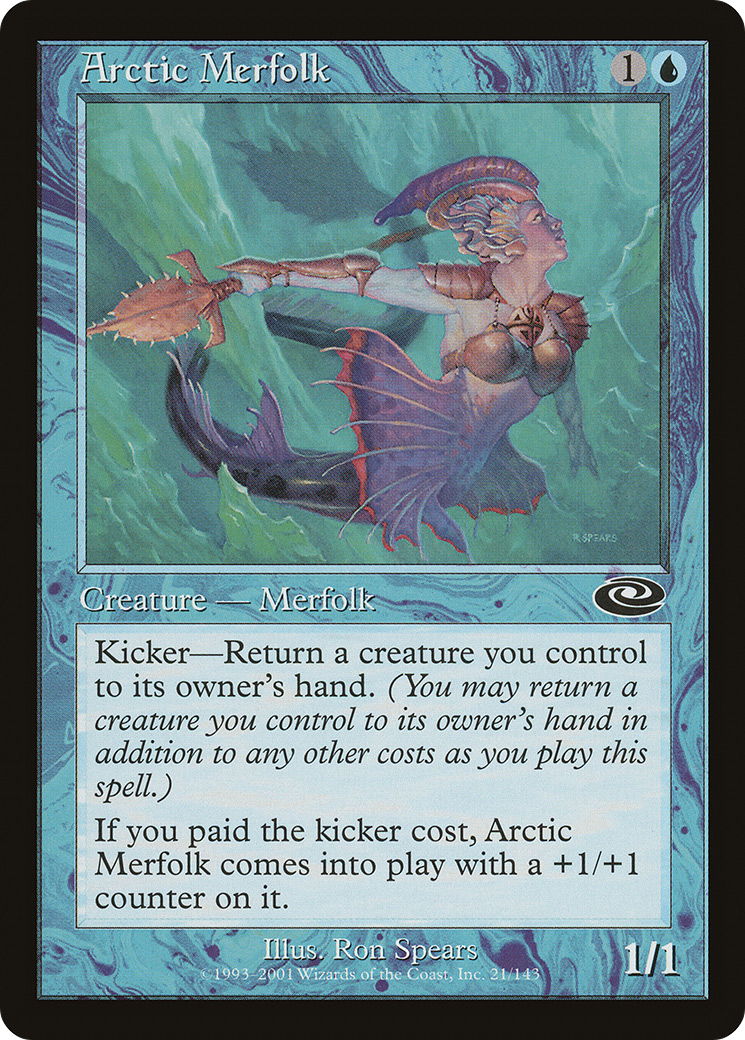 Arctic Merfolk 1
R SPEARS
Creature — Merfolk
Kicker—Return a creature you control
to its owner's hand. (You may return a
creature you control to its owner's hand in
addition to any other costs as you play this
spell.)
If you paid the kicker cost, Arctic
Merfolk comes into play with a +1/+1
counter on it.
Illus. Ron Spears
©1993–2001 Wizards of the Coast, Inc. 21/143
1/1